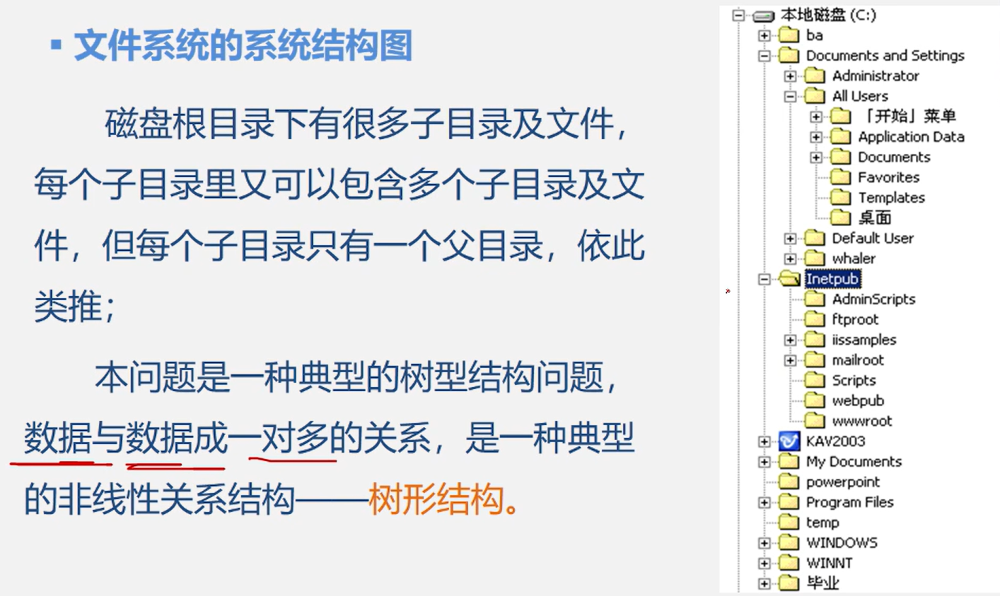 文件系统的系统结构图
磁盘根目录下有很多子目录及文件，
每个子目录里又可以包含多个子目录及文
件，但每个子目录只有一个父目录，依此
类推；
本问题是一种典型的树型结构问题，
数据与数据成一对多的关系，是一种典型
的非线性关系结构——树形结构。
本地磁盘 (C:)
ba
Documents and Settings
Administrator
All Users
「开始」菜单
Application Data
Documents
Favorites
Templates
桌面
Default User
whaler
Inetpub
AdminScripts
ftproot
iissamples
mailroot
Scripts
webpub
wwwroot
KAV2003
My Documents
powerpoint
Program Files
temp
WINDOWS
WINNT
毕业